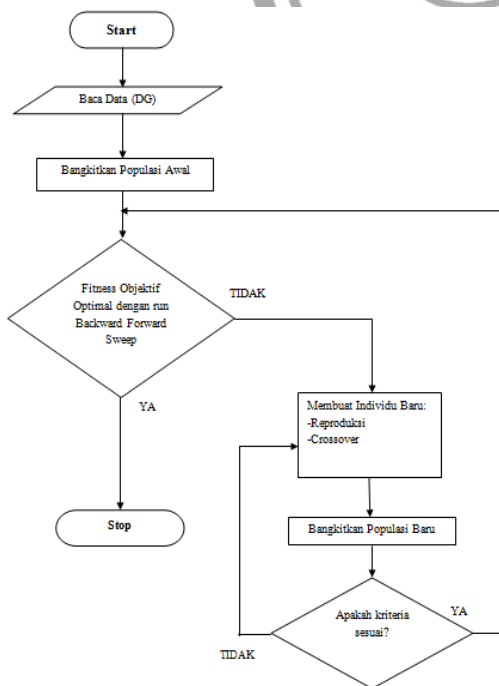 Start
Baca Data (DG)
Bangkitkan Populasi Awal
Fitness Objektif
Optimal dengan run
Backward Forward
Sweep
TIDAK
YA
Membuat Individu Baru:
-Reproduksi
-Crossover
Stop
Bangkitkan Populasi Baru
Apakah kriteria
sesuai?
YA
TIDAK